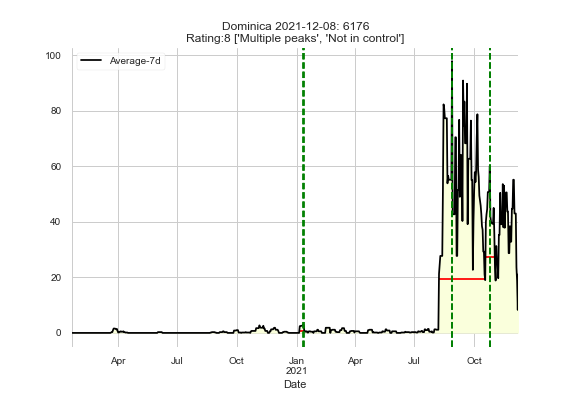 Dominica 2021-12-08: 6176
Rating:8 ['Multiple peaks', 'Not in control']
Average-7d
100
80
60
40
20
0
Apr
Jul
Oct
Jan
2021
Apr
Jul
Oct
Date